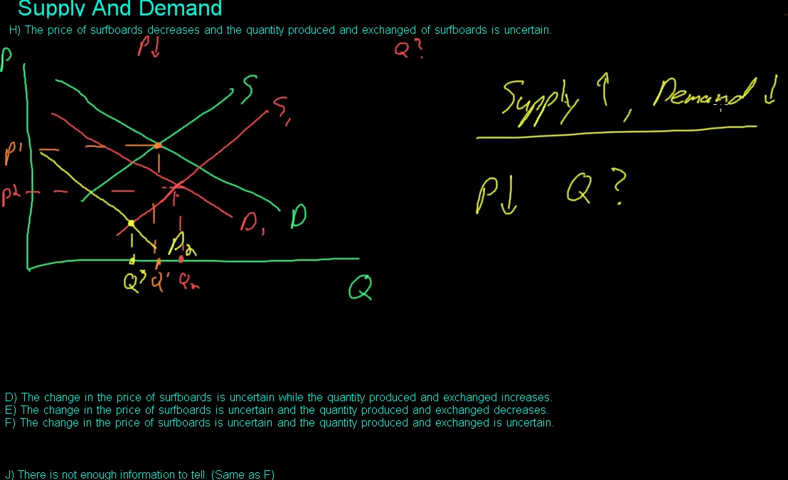 Supply And Demand
H) The price of surfboards decreases and the quantity produced and exchanged of surfboards is uncertain.
P↓ Q?
P
S
S1
Supply ↑, Demand ↓
P1
P2
P↓ Q?
D1 D
D2
Q3 Q1 Q2
Q
D) The change in the price of surfboards is uncertain while the quantity produced and exchanged increases.
E) The change in the price of surfboards is uncertain and the quantity produced and exchanged decreases.
F) The change in the price of surfboards is uncertain and the quantity produced and exchanged is uncertain.
J) There is not enough information to tell. (Same as F)